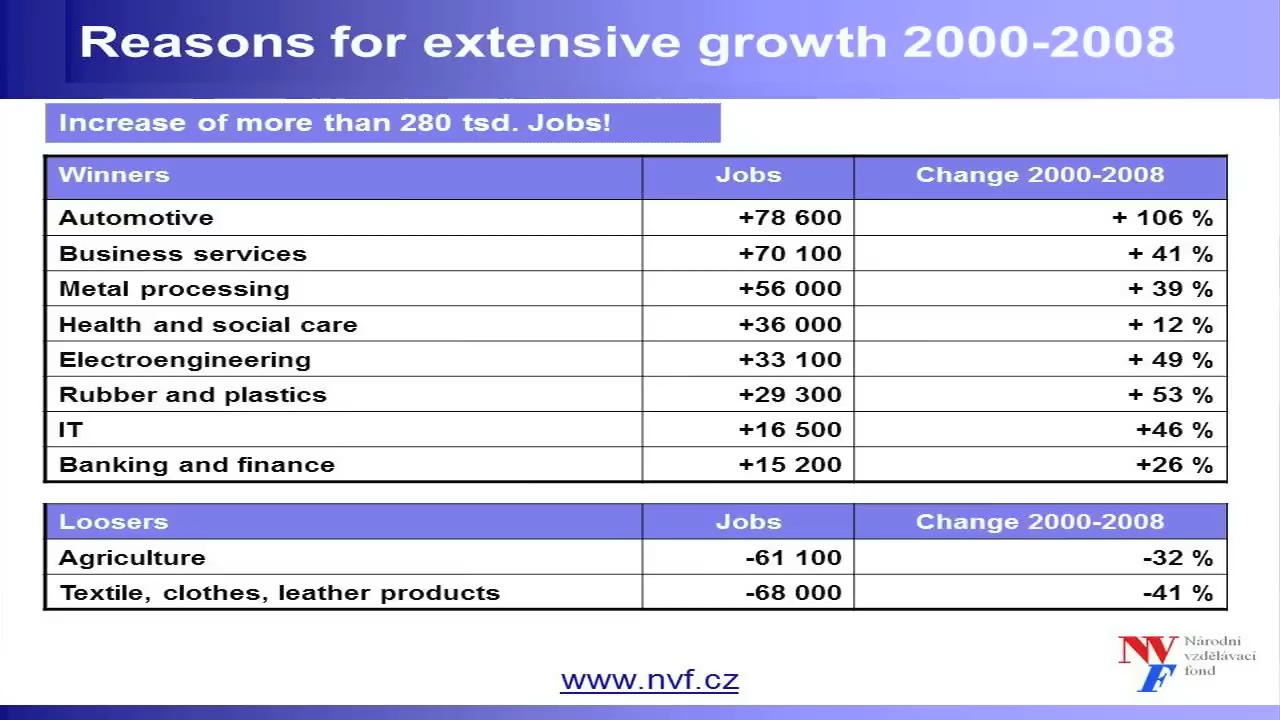 Reasons for extensive growth 2000-2008
Increase of more than 280 tsd. Jobs!
Winners Jobs Change 2000-2008
Automotive +78 600 + 106 %
Business services +70 100 + 41 %
Metal processing +56 000 + 39 %
Health and social care +36 000 + 12 %
Electroengineering +33 100 + 49 %
Rubber and plastics +29 300 + 53 %
IT +16 500 +46 %
Banking and finance +15 200 +26 %
Loosers Jobs Change 2000-2008
Agriculture -61 100 -32 %
Textile, clothes, leather products -68 000 -41 %
www.nvf.cz
NVF
Národní
vzdělávací
fond